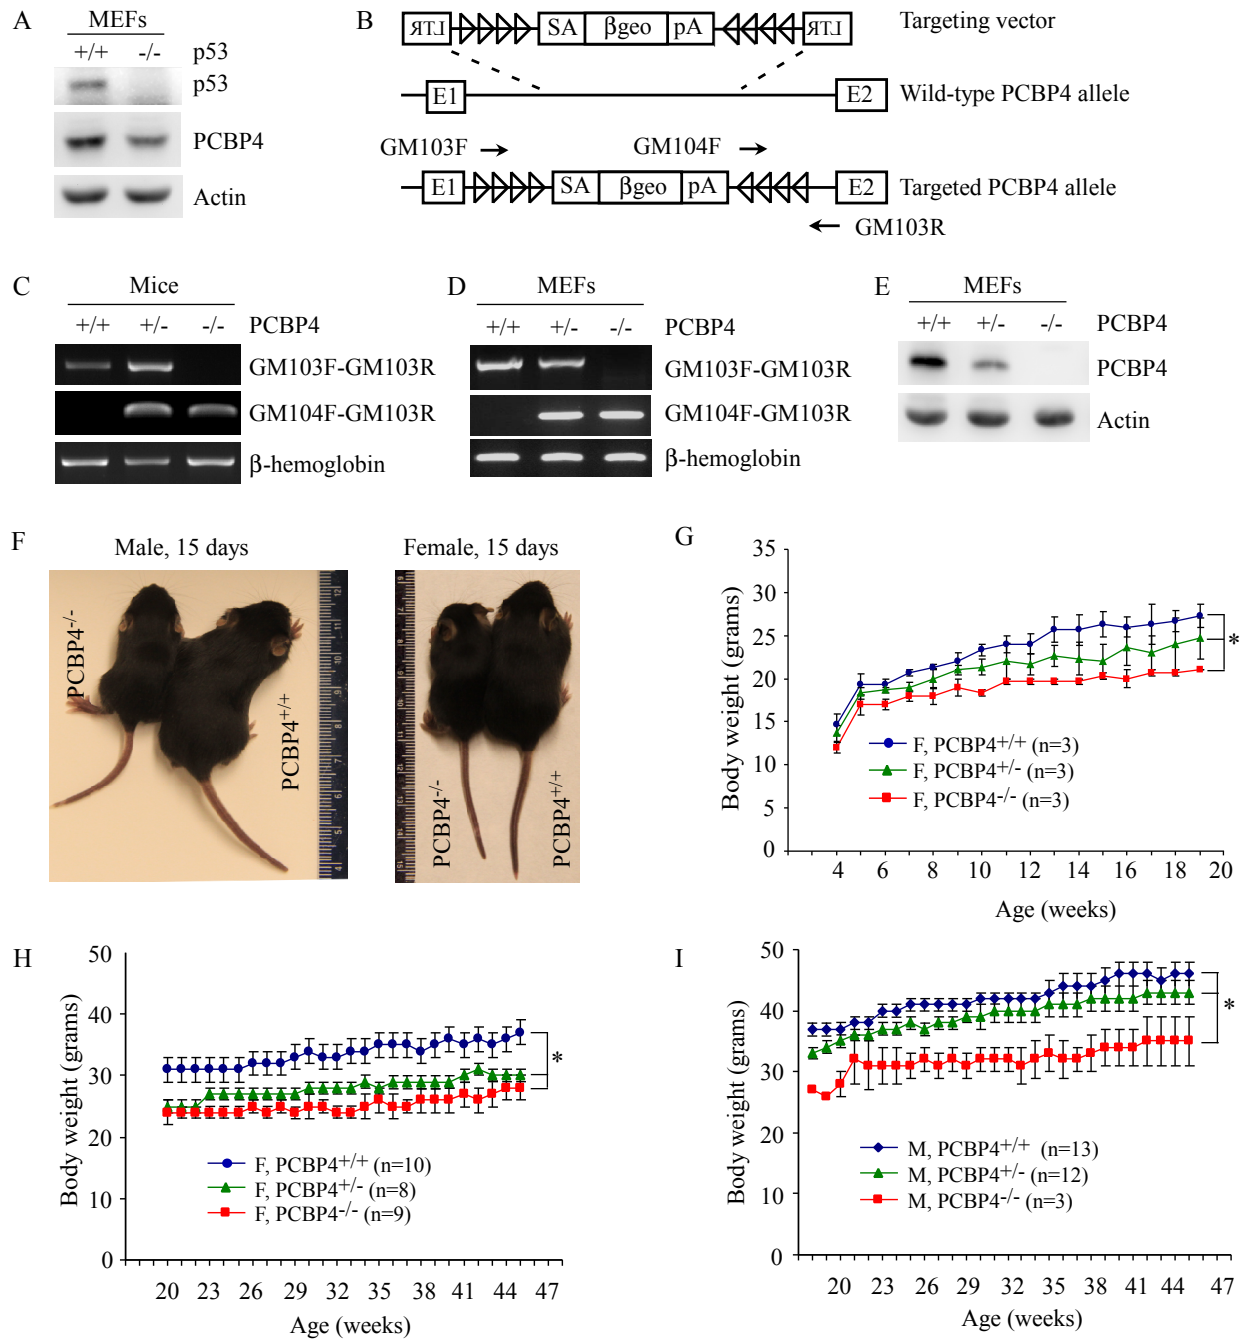 A
MEFs
+/+ -/- p53
p53
PCBP4
Actin
B
LTR SA βgeo pA LTR Targeting vector
E1 E2 Wild-type PCBP4 allele
GM103F GM104F
E1 SA βgeo pA E2 Targeted PCBP4 allele
GM103R
C
Mice
+/+ +/- -/- PCBP4
GM103F-GM103R
GM104F-GM103R
β-hemoglobin
D
MEFs
+/+ +/- -/- PCBP4
GM103F-GM103R
GM104F-GM103R
β-hemoglobin
E
MEFs
+/+ +/- -/- PCBP4
PCBP4
Actin
F
Male, 15 days
PCBP4-/-
PCBP4+/+
Female, 15 days
PCBP4-/-
PCBP4+/+
G
Body weight (grams)
35
30
25
20
15
10
5
0
F, PCBP4+/+ (n=3)
F, PCBP4+/- (n=3)
F, PCBP4-/- (n=3)
*
4 6 8 10 12 14 16 18 20
Age (weeks)
H
Body weight (grams)
50
40
30
20
10
0
F, PCBP4+/+ (n=10)
F, PCBP4+/- (n=8)
F, PCBP4-/- (n=9)
*
20 23 26 29 32 35 38 41 44 47
Age (weeks)
I
Body weight (grams)
50
40
30
20
10
0
M, PCBP4+/+ (n=13)
M, PCBP4+/- (n=12)
M, PCBP4-/- (n=3)
*
20 23 26 29 32 35 38 41 44 47
Age (weeks)